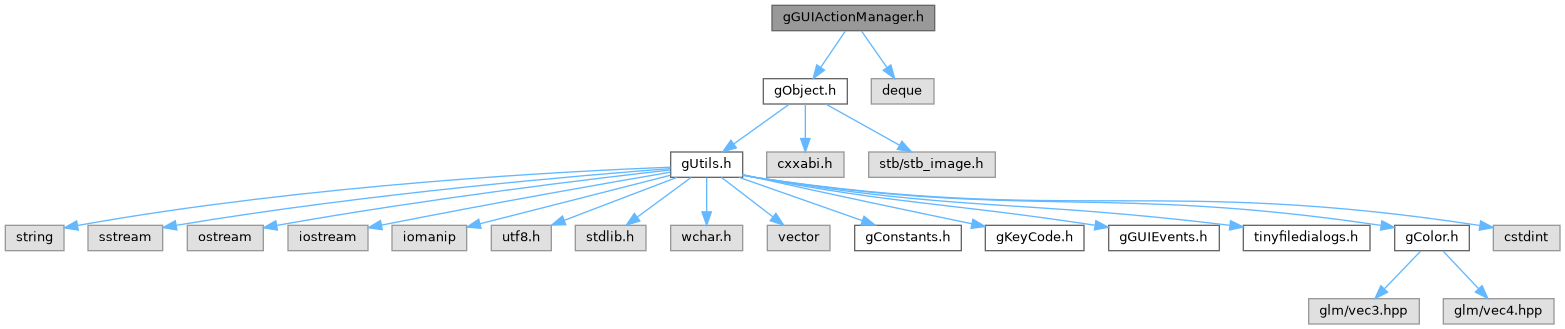 gGUIActionManager.h
gObject.h
deque
gUtils.h
cxxabi.h
stb/stb_image.h
string
sstream
ostream
iostream
iomanip
utf8.h
stdlib.h
wchar.h
vector
gConstants.h
gKeyCode.h
gGUIEvents.h
tinyfiledialogs.h
gColor.h
cstdint
glm/vec3.hpp
glm/vec4.hpp